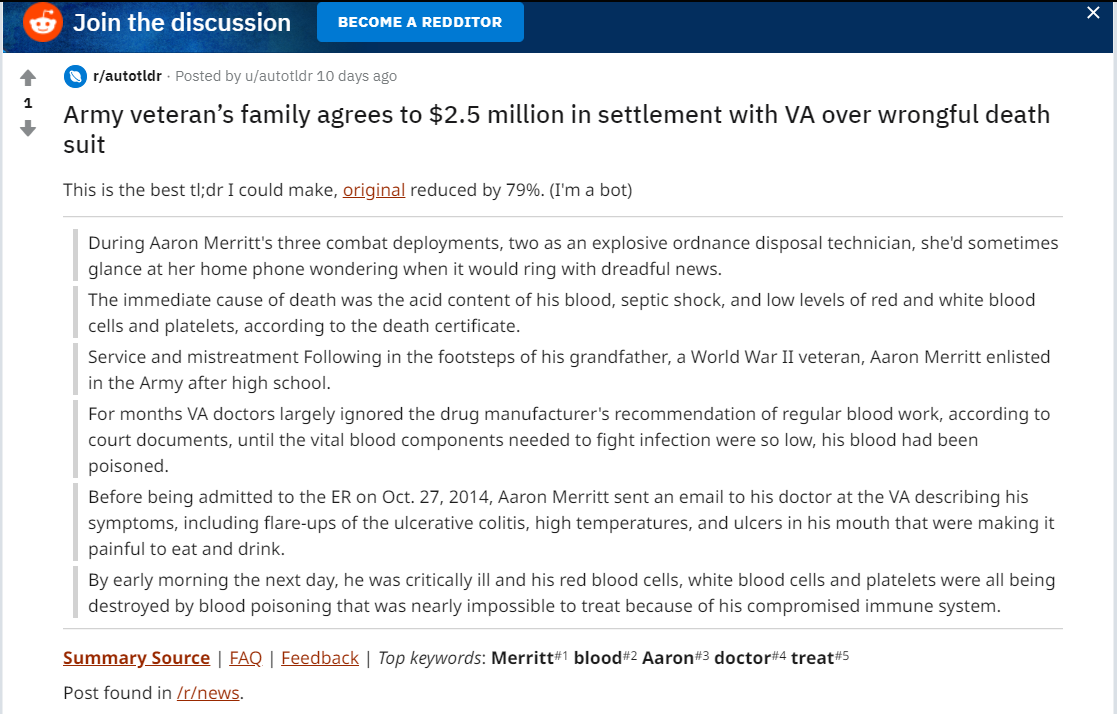 Join the discussion BECOME A REDDITOR
r/autotldr · Posted by u/autotldr 10 days ago
1
Army veteran’s family agrees to $2.5 million in settlement with VA over wrongful death
suit
This is the best tl;dr I could make, original reduced by 79%. (I'm a bot)
During Aaron Merritt's three combat deployments, two as an explosive ordnance disposal technician, she'd sometimes
glance at her home phone wondering when it would ring with dreadful news.
The immediate cause of death was the acid content of his blood, septic shock, and low levels of red and white blood
cells and platelets, according to the death certificate.
Service and mistreatment Following in the footsteps of his grandfather, a World War II veteran, Aaron Merritt enlisted
in the Army after high school.
For months VA doctors largely ignored the drug manufacturer's recommendation of regular blood work, according to
court documents, until the vital blood components needed to fight infection were so low, his blood had been
poisoned.
Before being admitted to the ER on Oct. 27, 2014, Aaron Merritt sent an email to his doctor at the VA describing his
symptoms, including flare-ups of the ulcerative colitis, high temperatures, and ulcers in his mouth that were making it
painful to eat and drink.
By early morning the next day, he was critically ill and his red blood cells, white blood cells and platelets were all being
destroyed by blood poisoning that was nearly impossible to treat because of his compromised immune system.
Summary Source | FAQ | Feedback | Top keywords: Merritt#1 blood#2 Aaron#3 doctor#4 treat#5
Post found in /r/news.